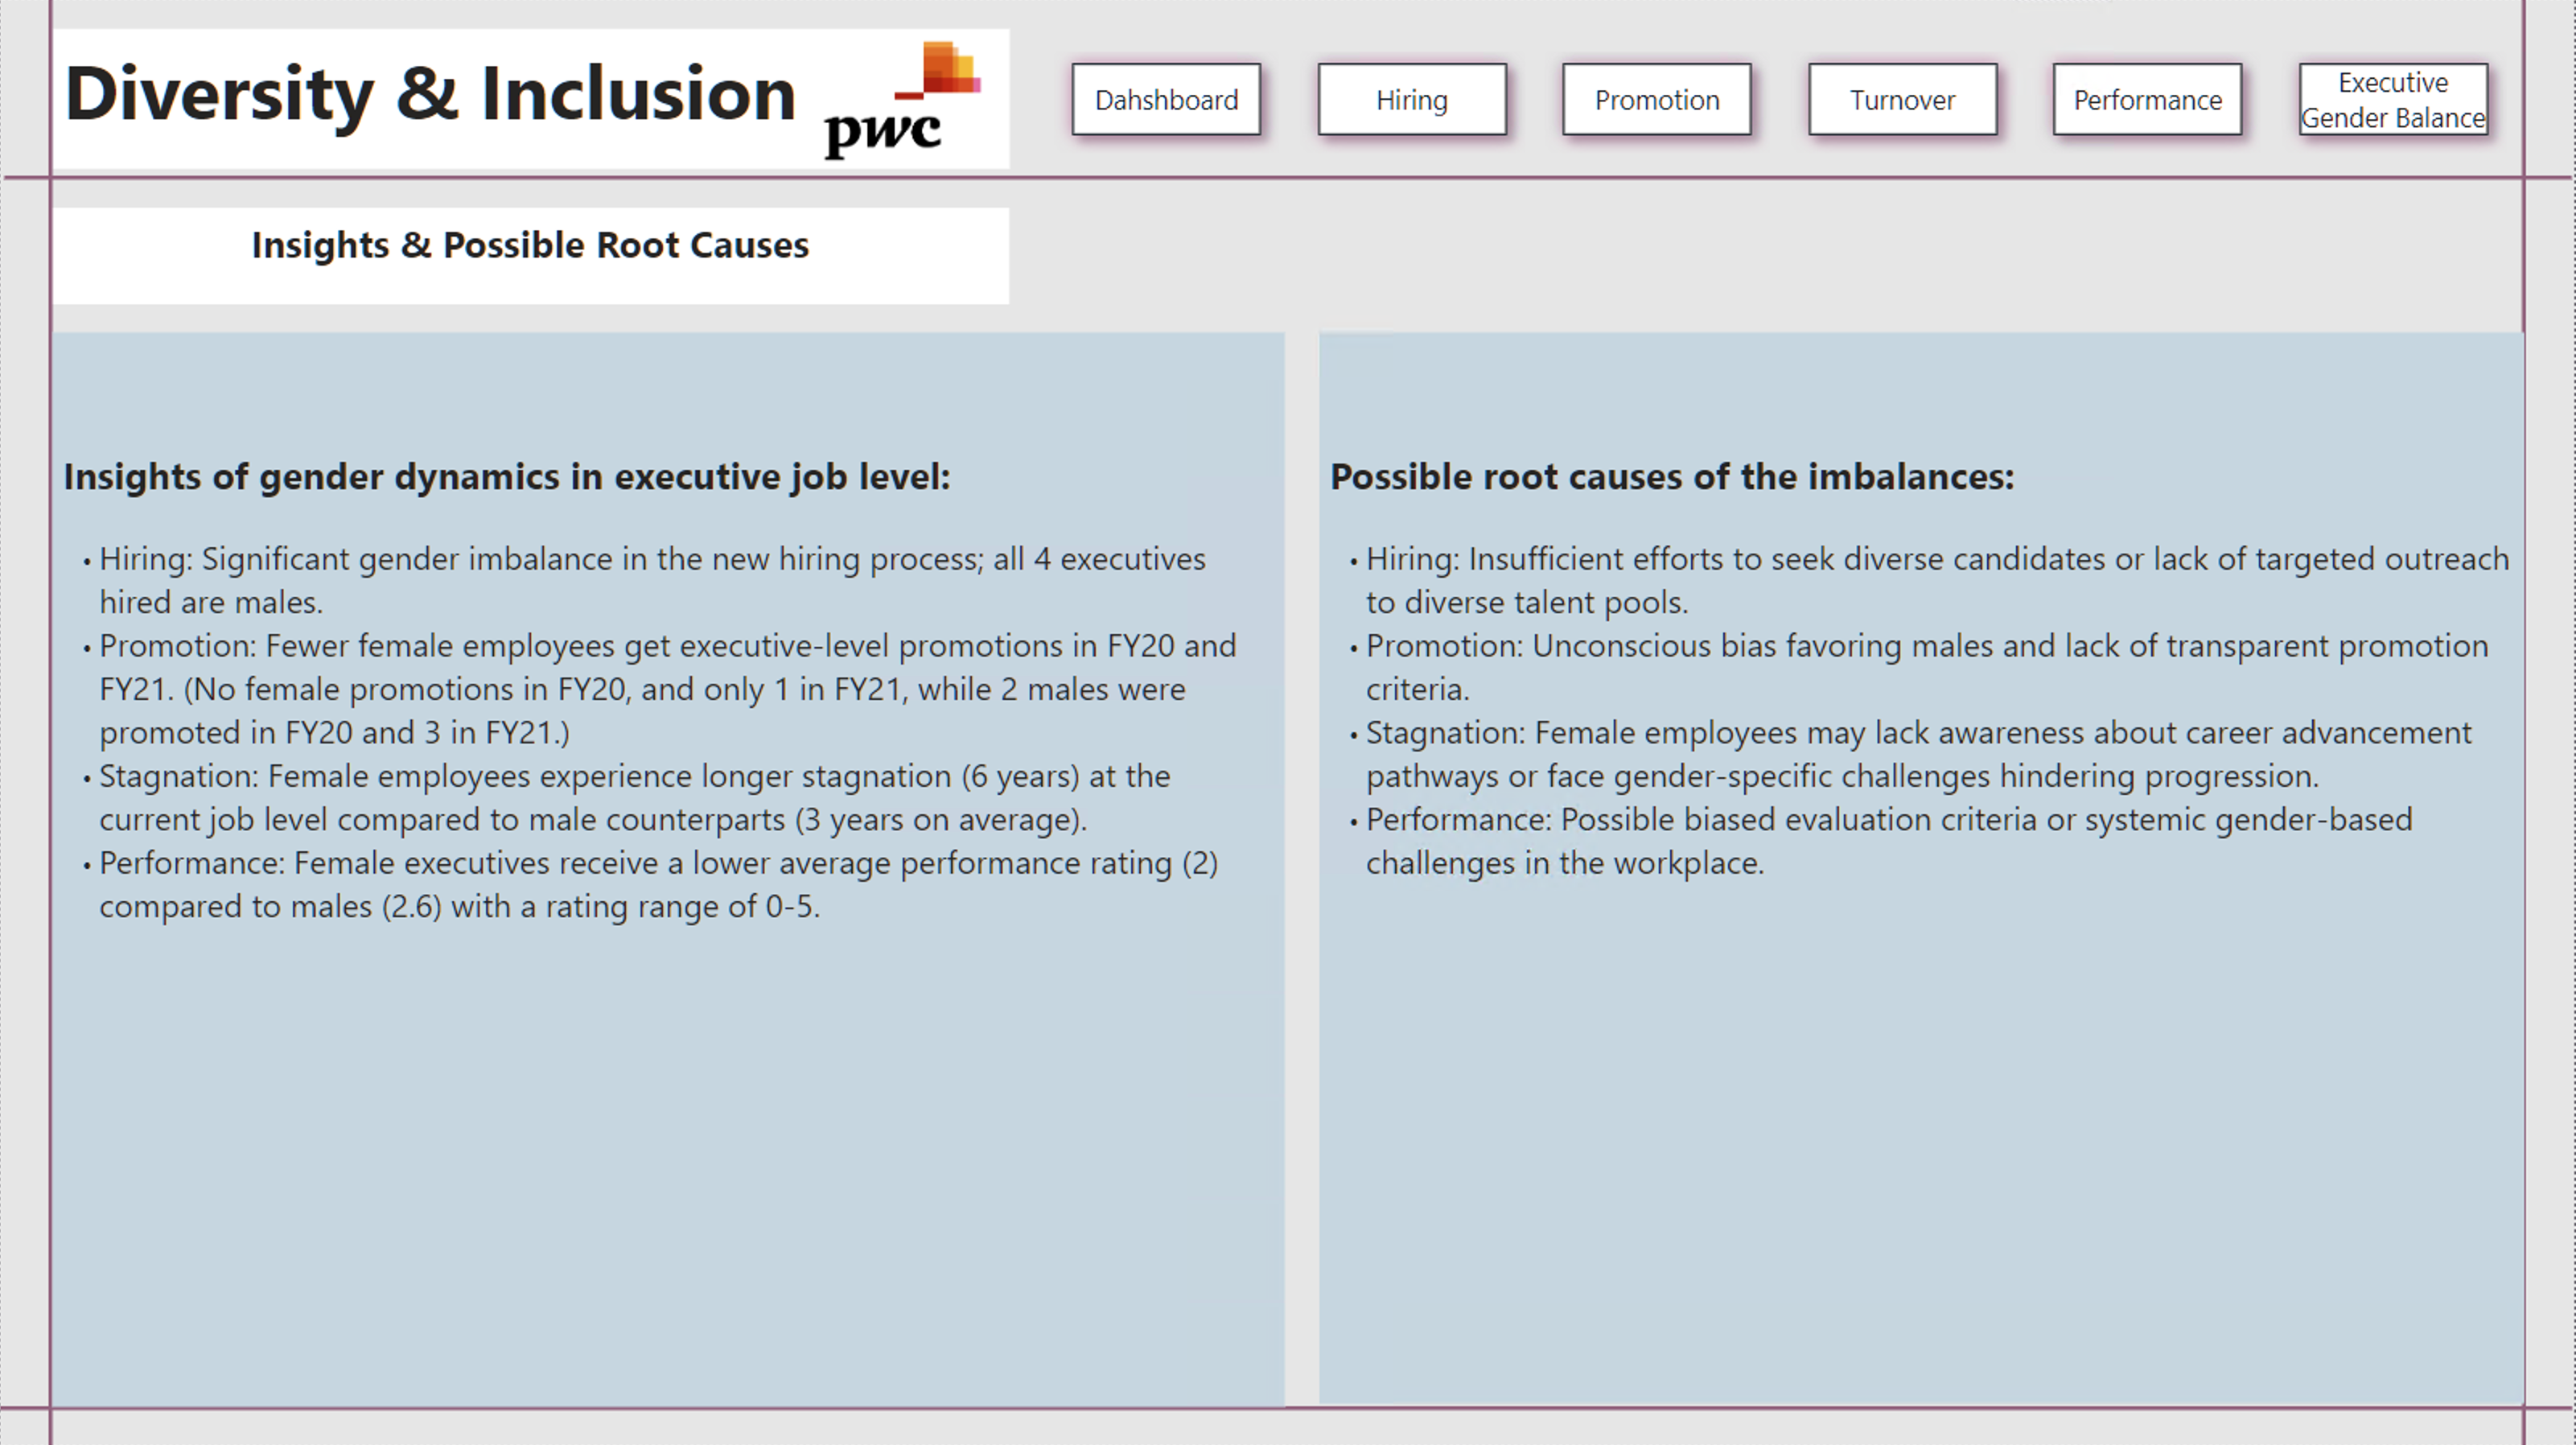 Diversity & Inclusion
pwc
Dahshboard
Hiring
Promotion
Turnover
Performance
Executive
Gender Balance
Insights & Possible Root Causes
Insights of gender dynamics in executive job level:
• Hiring: Significant gender imbalance in the new hiring process; all 4 executives
hired are males.
• Promotion: Fewer female employees get executive-level promotions in FY20 and
FY21. (No female promotions in FY20, and only 1 in FY21, while 2 males were
promoted in FY20 and 3 in FY21.)
• Stagnation: Female employees experience longer stagnation (6 years) at the
current job level compared to male counterparts (3 years on average).
• Performance: Female executives receive a lower average performance rating (2)
compared to males (2.6) with a rating range of 0-5.
Possible root causes of the imbalances:
• Hiring: Insufficient efforts to seek diverse candidates or lack of targeted outreach
to diverse talent pools.
• Promotion: Unconscious bias favoring males and lack of transparent promotion
criteria.
• Stagnation: Female employees may lack awareness about career advancement
pathways or face gender-specific challenges hindering progression.
• Performance: Possible biased evaluation criteria or systemic gender-based
challenges in the workplace.